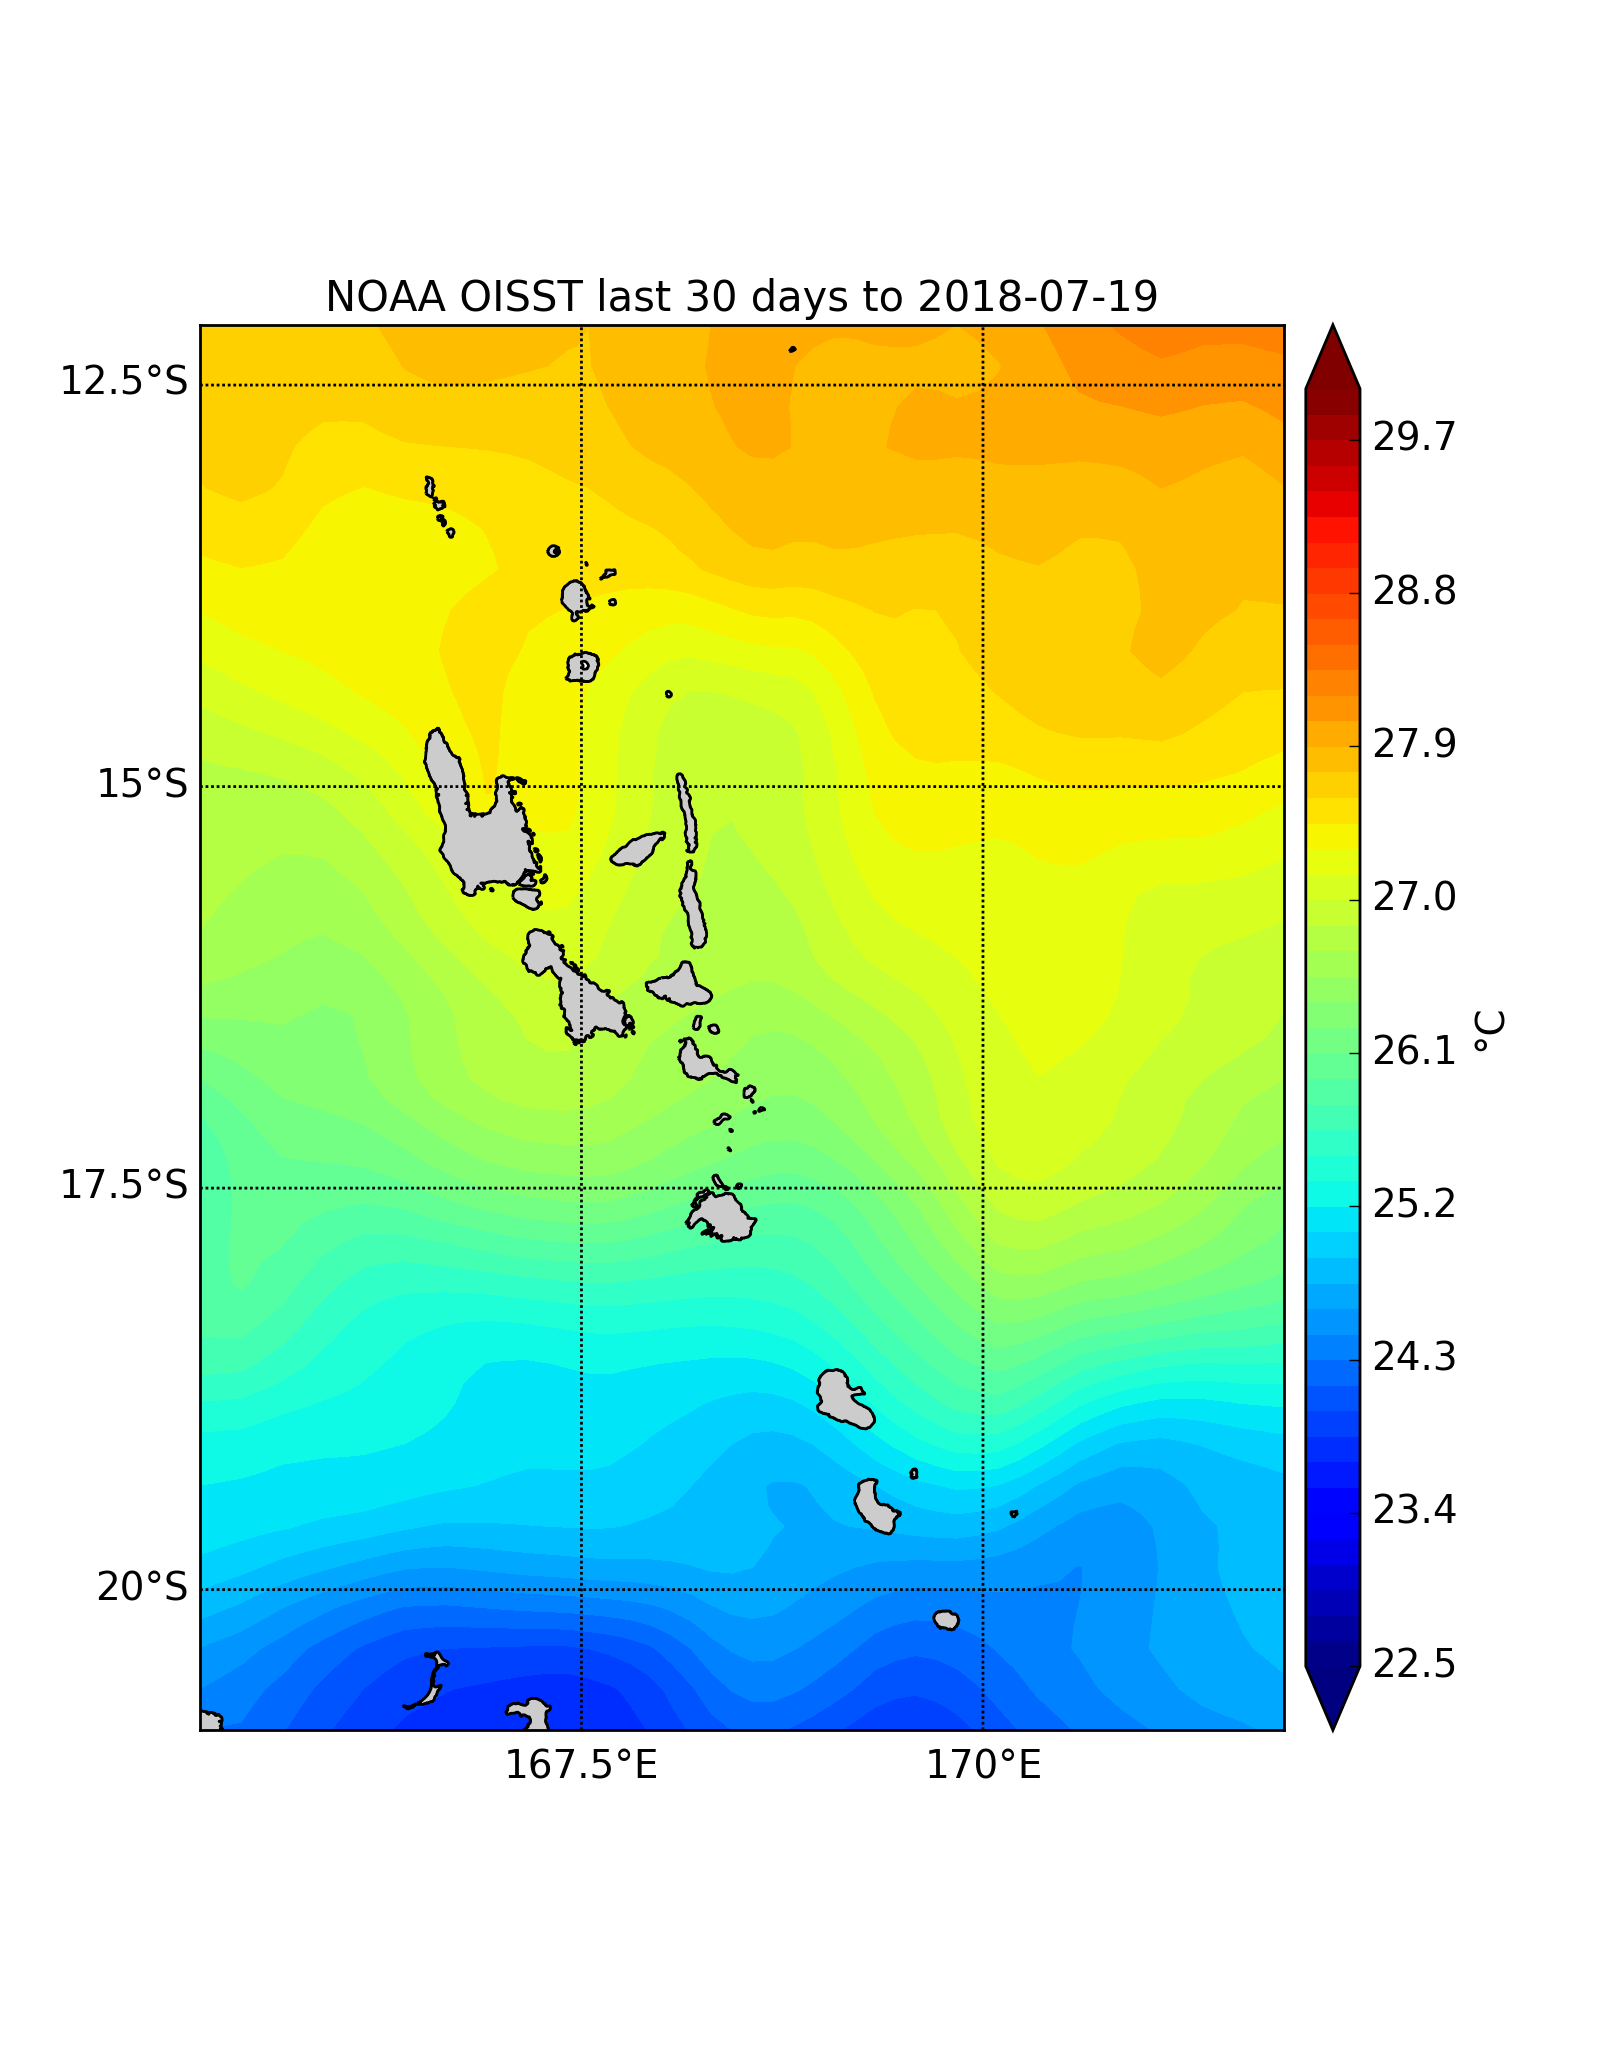 NOAA OISST last 30 days to 2018-07-19
12.5°S
15°S
17.5°S
20°S
167.5°E
170°E
29.7
28.8
27.9
27.0
26.1
25.2
24.3
23.4
22.5
°C